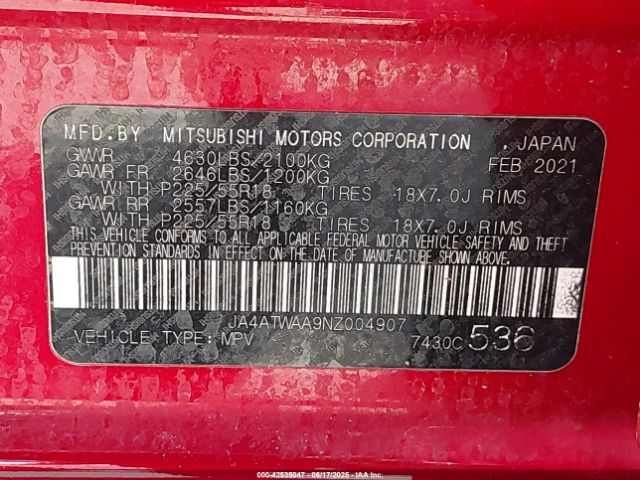 MFD.BY MITSUBISHI MOTORS CORPORATION , JAPAN
GVWR 4630LBS/2100KG FEB 2021
GAWR FR 2646LBS/1200KG
WITH P225/55R18 TIRES 18X7.0J RIMS
GAWR RR 2557LBS/1160KG
WITH P225/55R18 TIRES 18X7.0J RIMS
THIS VEHICLE CONFORMS TO ALL APPLICABLE FEDERAL MOTOR VEHICLE SAFETY AND THEFT
PREVENTION STANDARDS IN EFFECT ON THE DATE OF MANUFACTURE SHOWN ABOVE.
JA4ATWAA9NZ004907
VEHICLE TYPE: MPV 7430C 536
© IAA-42535047 - 06/17/2025 - IAA Holdings, LLC